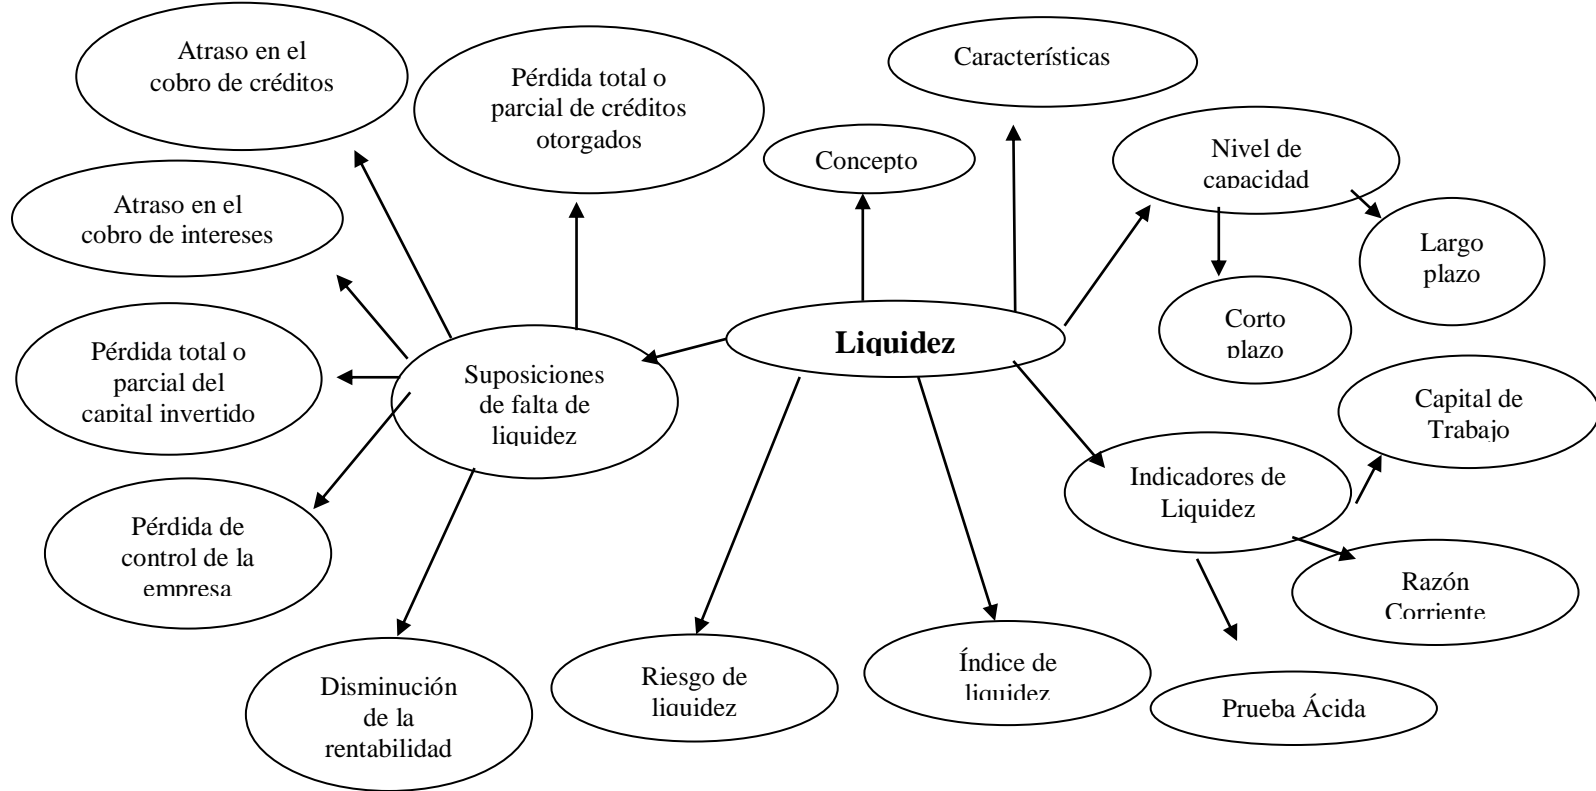 Atraso en el
cobro de créditos
Pérdida total o
parcial de créditos
otorgados
Características
Concepto
Nivel de
capacidad
Atraso en el
cobro de intereses
Largo
plazo
Corto
plazo
Liquidez
Pérdida total o
parcial del
capital invertido
Suposiciones
de falta de
liquidez
Capital de
Trabajo
Indicadores de
Liquidez
Pérdida de
control de la
empresa
Razón
Corriente
Disminución
de la
rentabilidad
Riesgo de
liquidez
Índice de
liquidez
Prueba Ácida